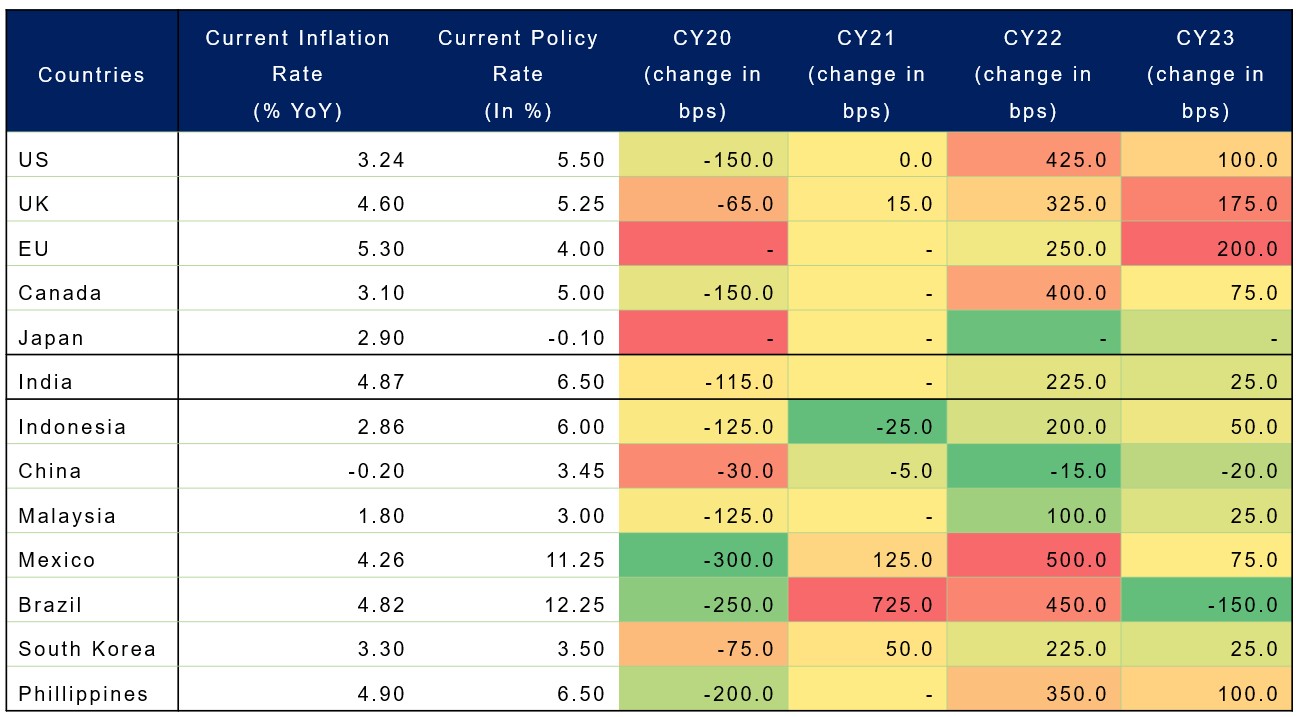 Countries Current Inflation Rate (% YoY) Current Policy Rate (In %) CY20 (change in bps) CY21 (change in bps) CY22 (change in bps) CY23 (change in bps)
US 3.24 5.50 -150.0 0.0 425.0 100.0
UK 4.60 5.25 -65.0 15.0 325.0 175.0
EU 5.30 4.00 - - 250.0 200.0
Canada 3.10 5.00 -150.0 - 400.0 75.0
Japan 2.90 -0.10 - - - -
India 4.87 6.50 -115.0 - 225.0 25.0
Indonesia 2.86 6.00 -125.0 -25.0 200.0 50.0
China -0.20 3.45 -30.0 -5.0 -15.0 -20.0
Malaysia 1.80 3.00 -125.0 - 100.0 25.0
Mexico 4.26 11.25 -300.0 125.0 500.0 75.0
Brazil 4.82 12.25 -250.0 725.0 450.0 -150.0
South Korea 3.30 3.50 -75.0 50.0 225.0 25.0
Phillippines 4.90 6.50 -200.0 - 350.0 100.0